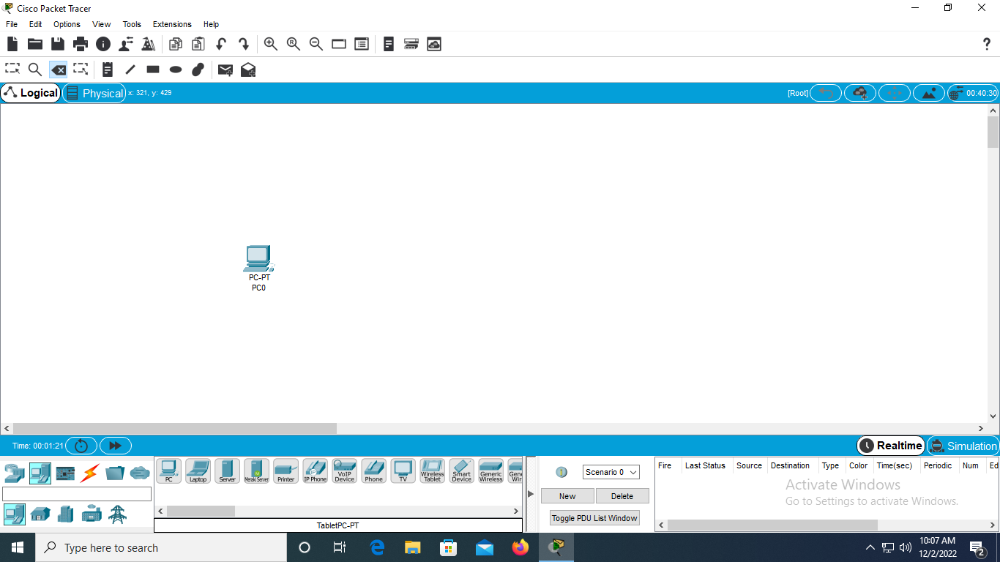 Cisco Packet Tracer
File Edit Options View Tools Extensions Help
R
?
Logical Physical x: 321, y: 429 [Root] 00:40:30
PC-PT
PC0
Time: 00:01:21 Realtime Simulation
PC Laptop Server Meraki Server Printer IP Phone VoIP Device Phone TV Wireless Tablet Smart Device Generic Wireless Gene Wir
TabletPC-PT
Scenario 0
New Delete
Toggle PDU List Window
Fire Last Status Source Destination Type Color Time(sec) Periodic Num Ed
Activate Windows
Go to Settings to activate Windows.
Type here to search
10:07 AM
12/2/2022
2